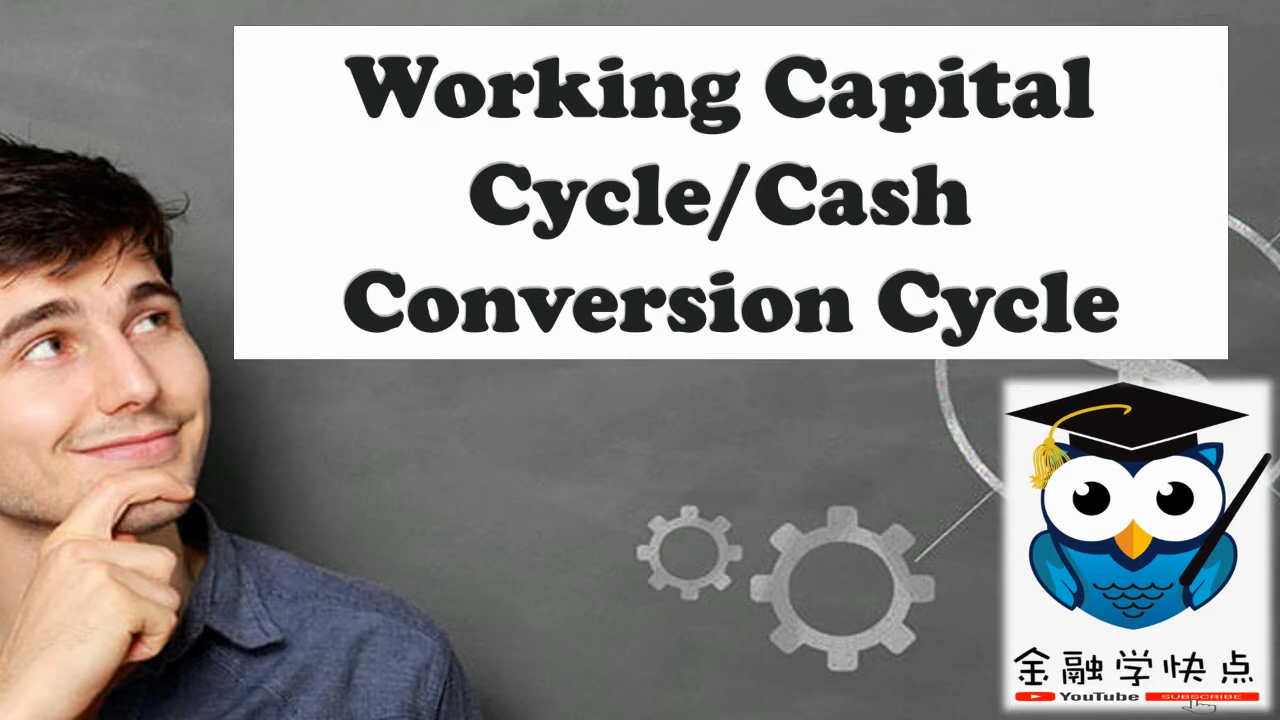 Working Capital
Cycle/Cash
Conversion Cycle
金融学快点
YouTube SUBSCRIBE